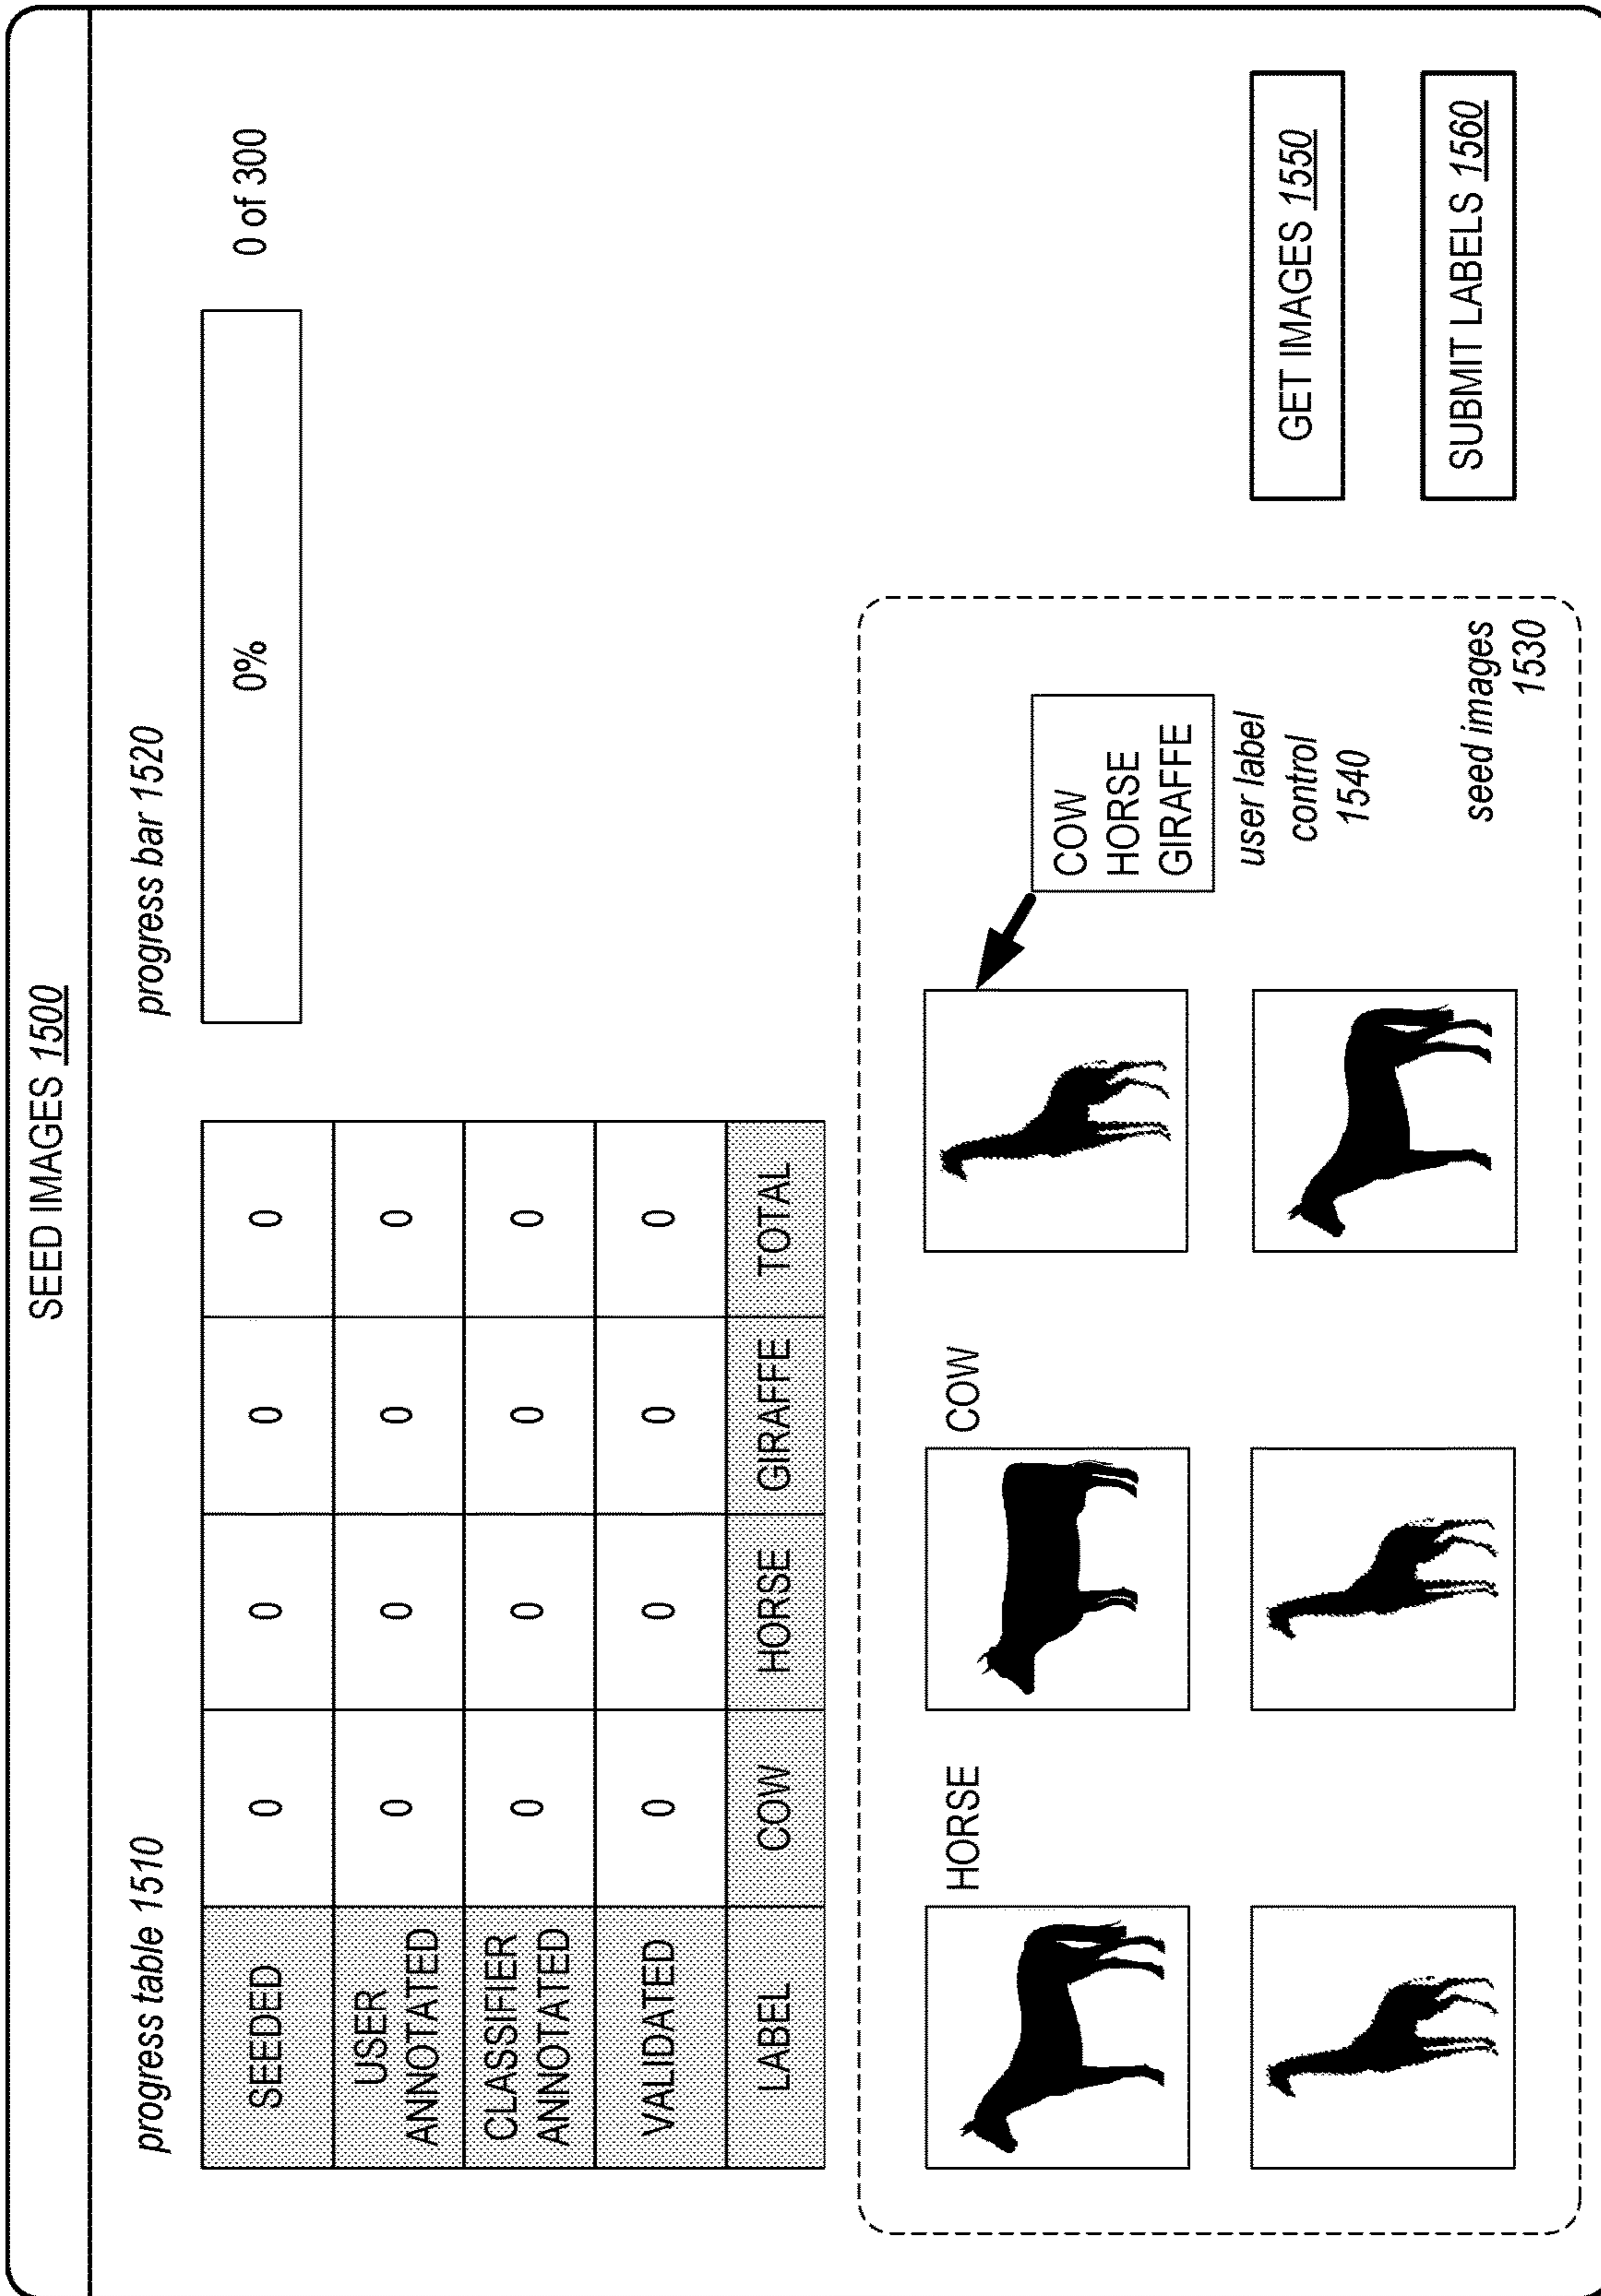 SEED IMAGES 1500
progress table 1510
progress bar 1520
SEEDED 0 0 0 0
USER
ANNOTATED 0 0 0 0
CLASSIFIER
ANNOTATED 0 0 0 0
VALIDATED 0 0 0 0
LABEL COW HORSE GIRAFFE TOTAL
0%
0 of 300
HORSE
COW
COW
HORSE
GIRAFFE
user label
control
1540
seed images
1530
GET IMAGES 1550
SUBMIT LABELS 1560